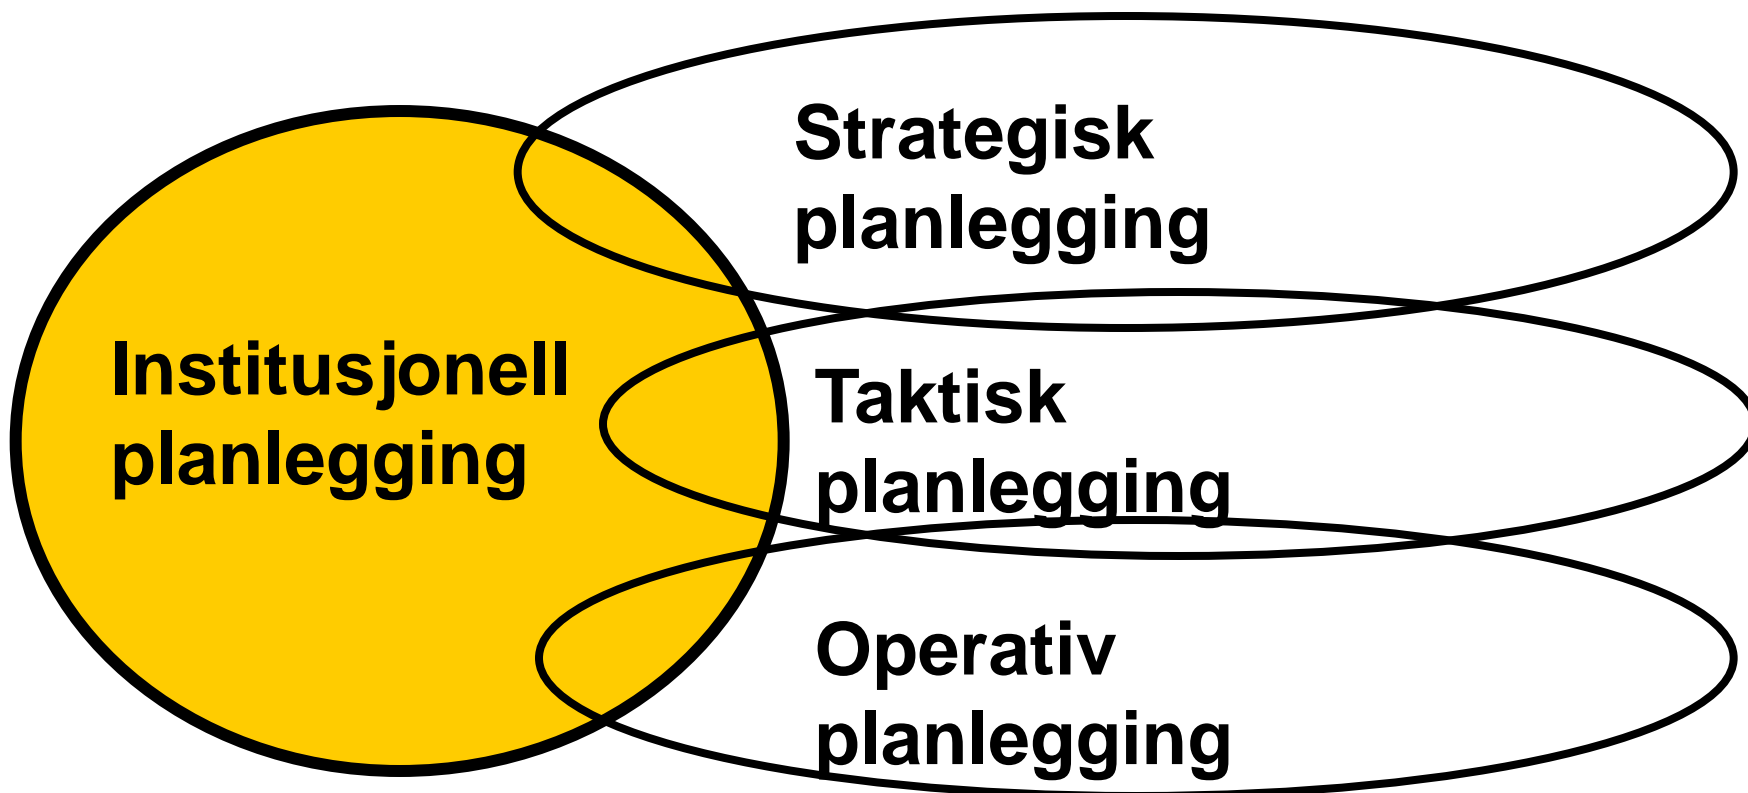 Strategisk
planlegging
Institusjonell
planlegging
Taktisk
planlegging
Operativ
planlegging